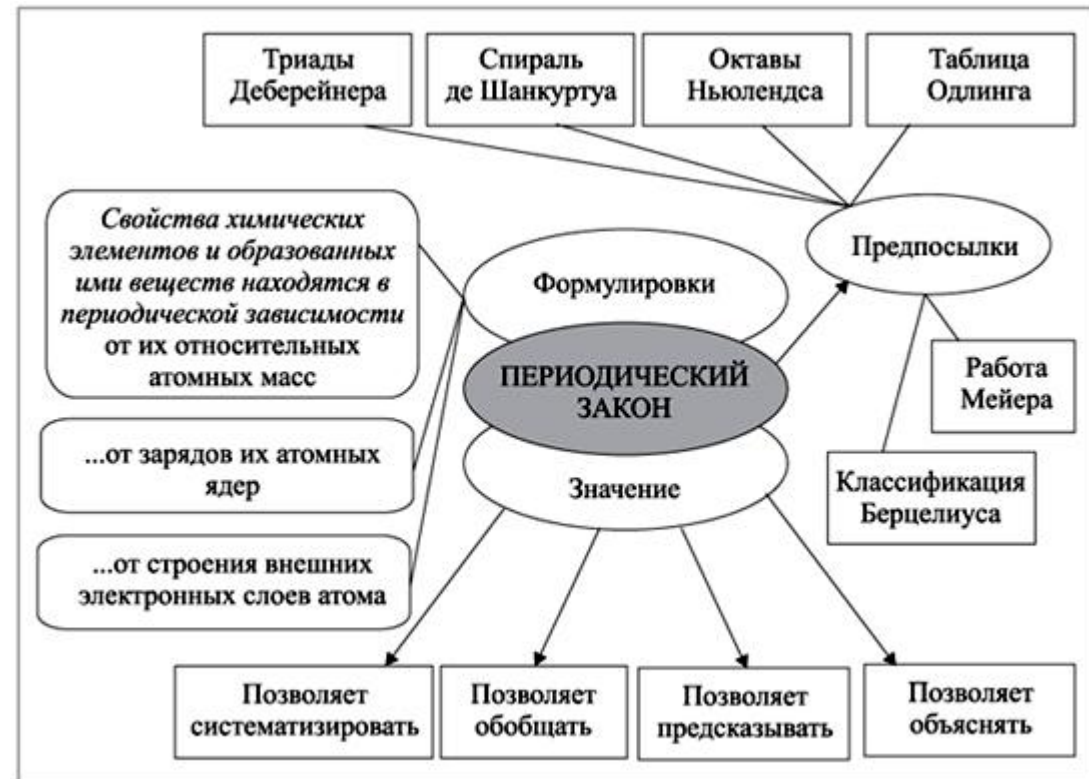 Триады
Деберейнера
Спираль
де Шанкуртуа
Октавы
Ньюлендса
Таблица
Одлинга
Свойства химических
элементов и образованных
ими веществ находятся в
периодической зависимости
от их относительных
атомных масс
Формулировки
Предпосылки
ПЕРИОДИЧЕСКИЙ
ЗАКОН
Работа
Мейера
...от зарядов их атомных
ядер
Значение
Классификация
Берцелиуса
...от строения внешних
электронных слоев атома
Позволяет
систематизировать
Позволяет
обобщать
Позволяет
предсказывать
Позволяет
объяснять